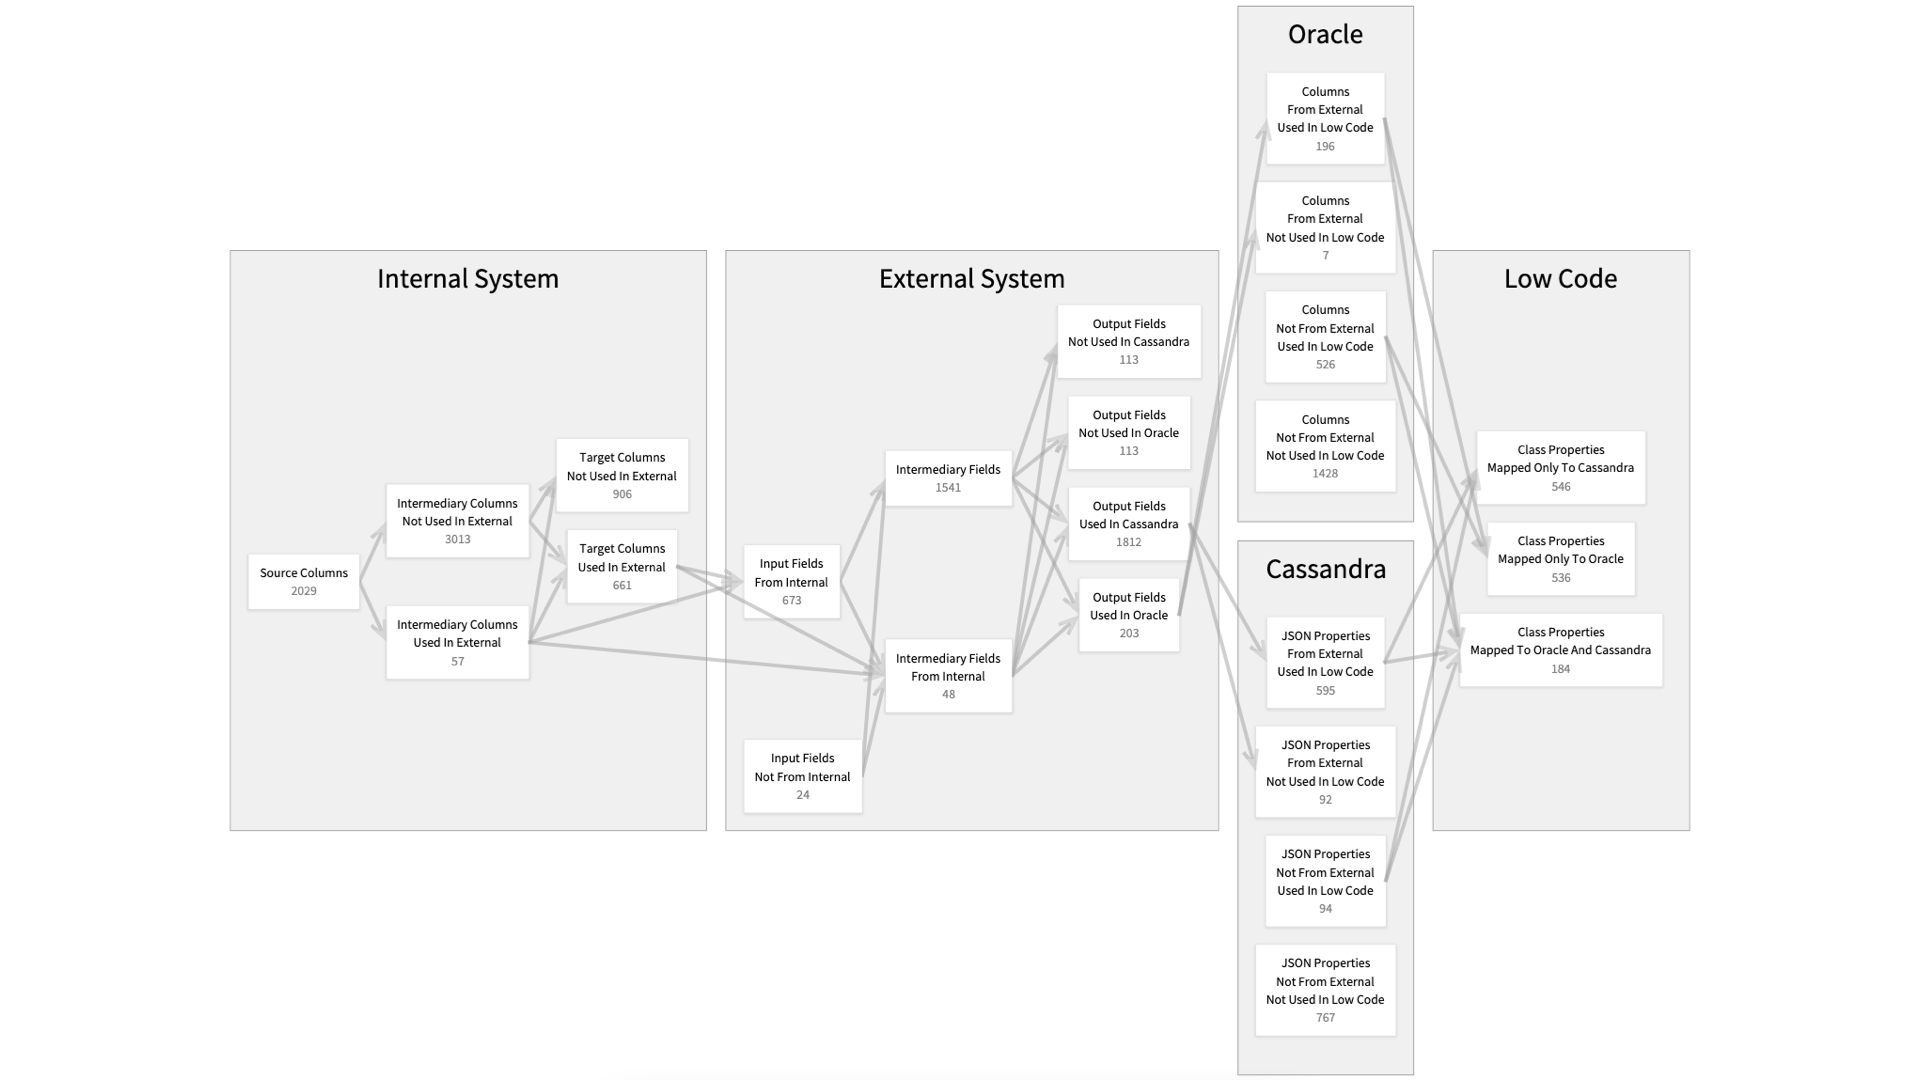 Internal System
Source Columns
2029
Intermediary Columns
Not Used In External
3013
Intermediary Columns
Used In External
57
Target Columns
Not Used In External
906
Target Columns
Used In External
661
External System
Input Fields
From Internal
673
Input Fields
Not From Internal
24
Intermediary Fields
1541
Intermediary Fields
From Internal
48
Output Fields
Not Used In Cassandra
113
Output Fields
Not Used In Oracle
113
Output Fields
Used In Cassandra
1812
Output Fields
Used In Oracle
203
Oracle
Columns
From External
Used In Low Code
196
Columns
From External
Not Used In Low Code
7
Columns
Not From External
Used In Low Code
526
Columns
Not From External
Not Used In Low Code
1428
Cassandra
JSON Properties
From External
Used In Low Code
595
JSON Properties
From External
Not Used In Low Code
92
JSON Properties
Not From External
Used In Low Code
94
JSON Properties
Not From External
Not Used In Low Code
767
Low Code
Class Properties
Mapped Only To Cassandra
546
Class Properties
Mapped Only To Oracle
536
Class Properties
Mapped To Oracle And Cassandra
184